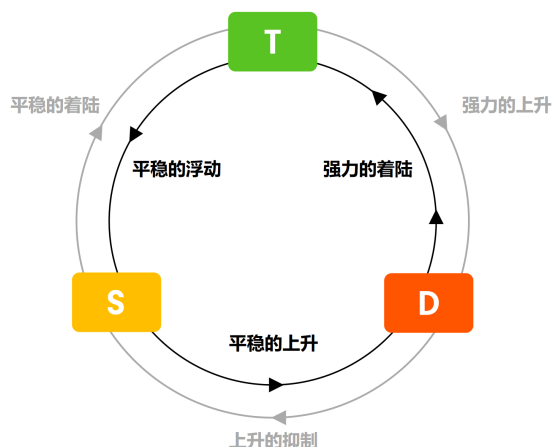 T
平稳的着陆
强力的上升
平稳的浮动
强力的着陆
S
D
平稳的上升
上升的抑制